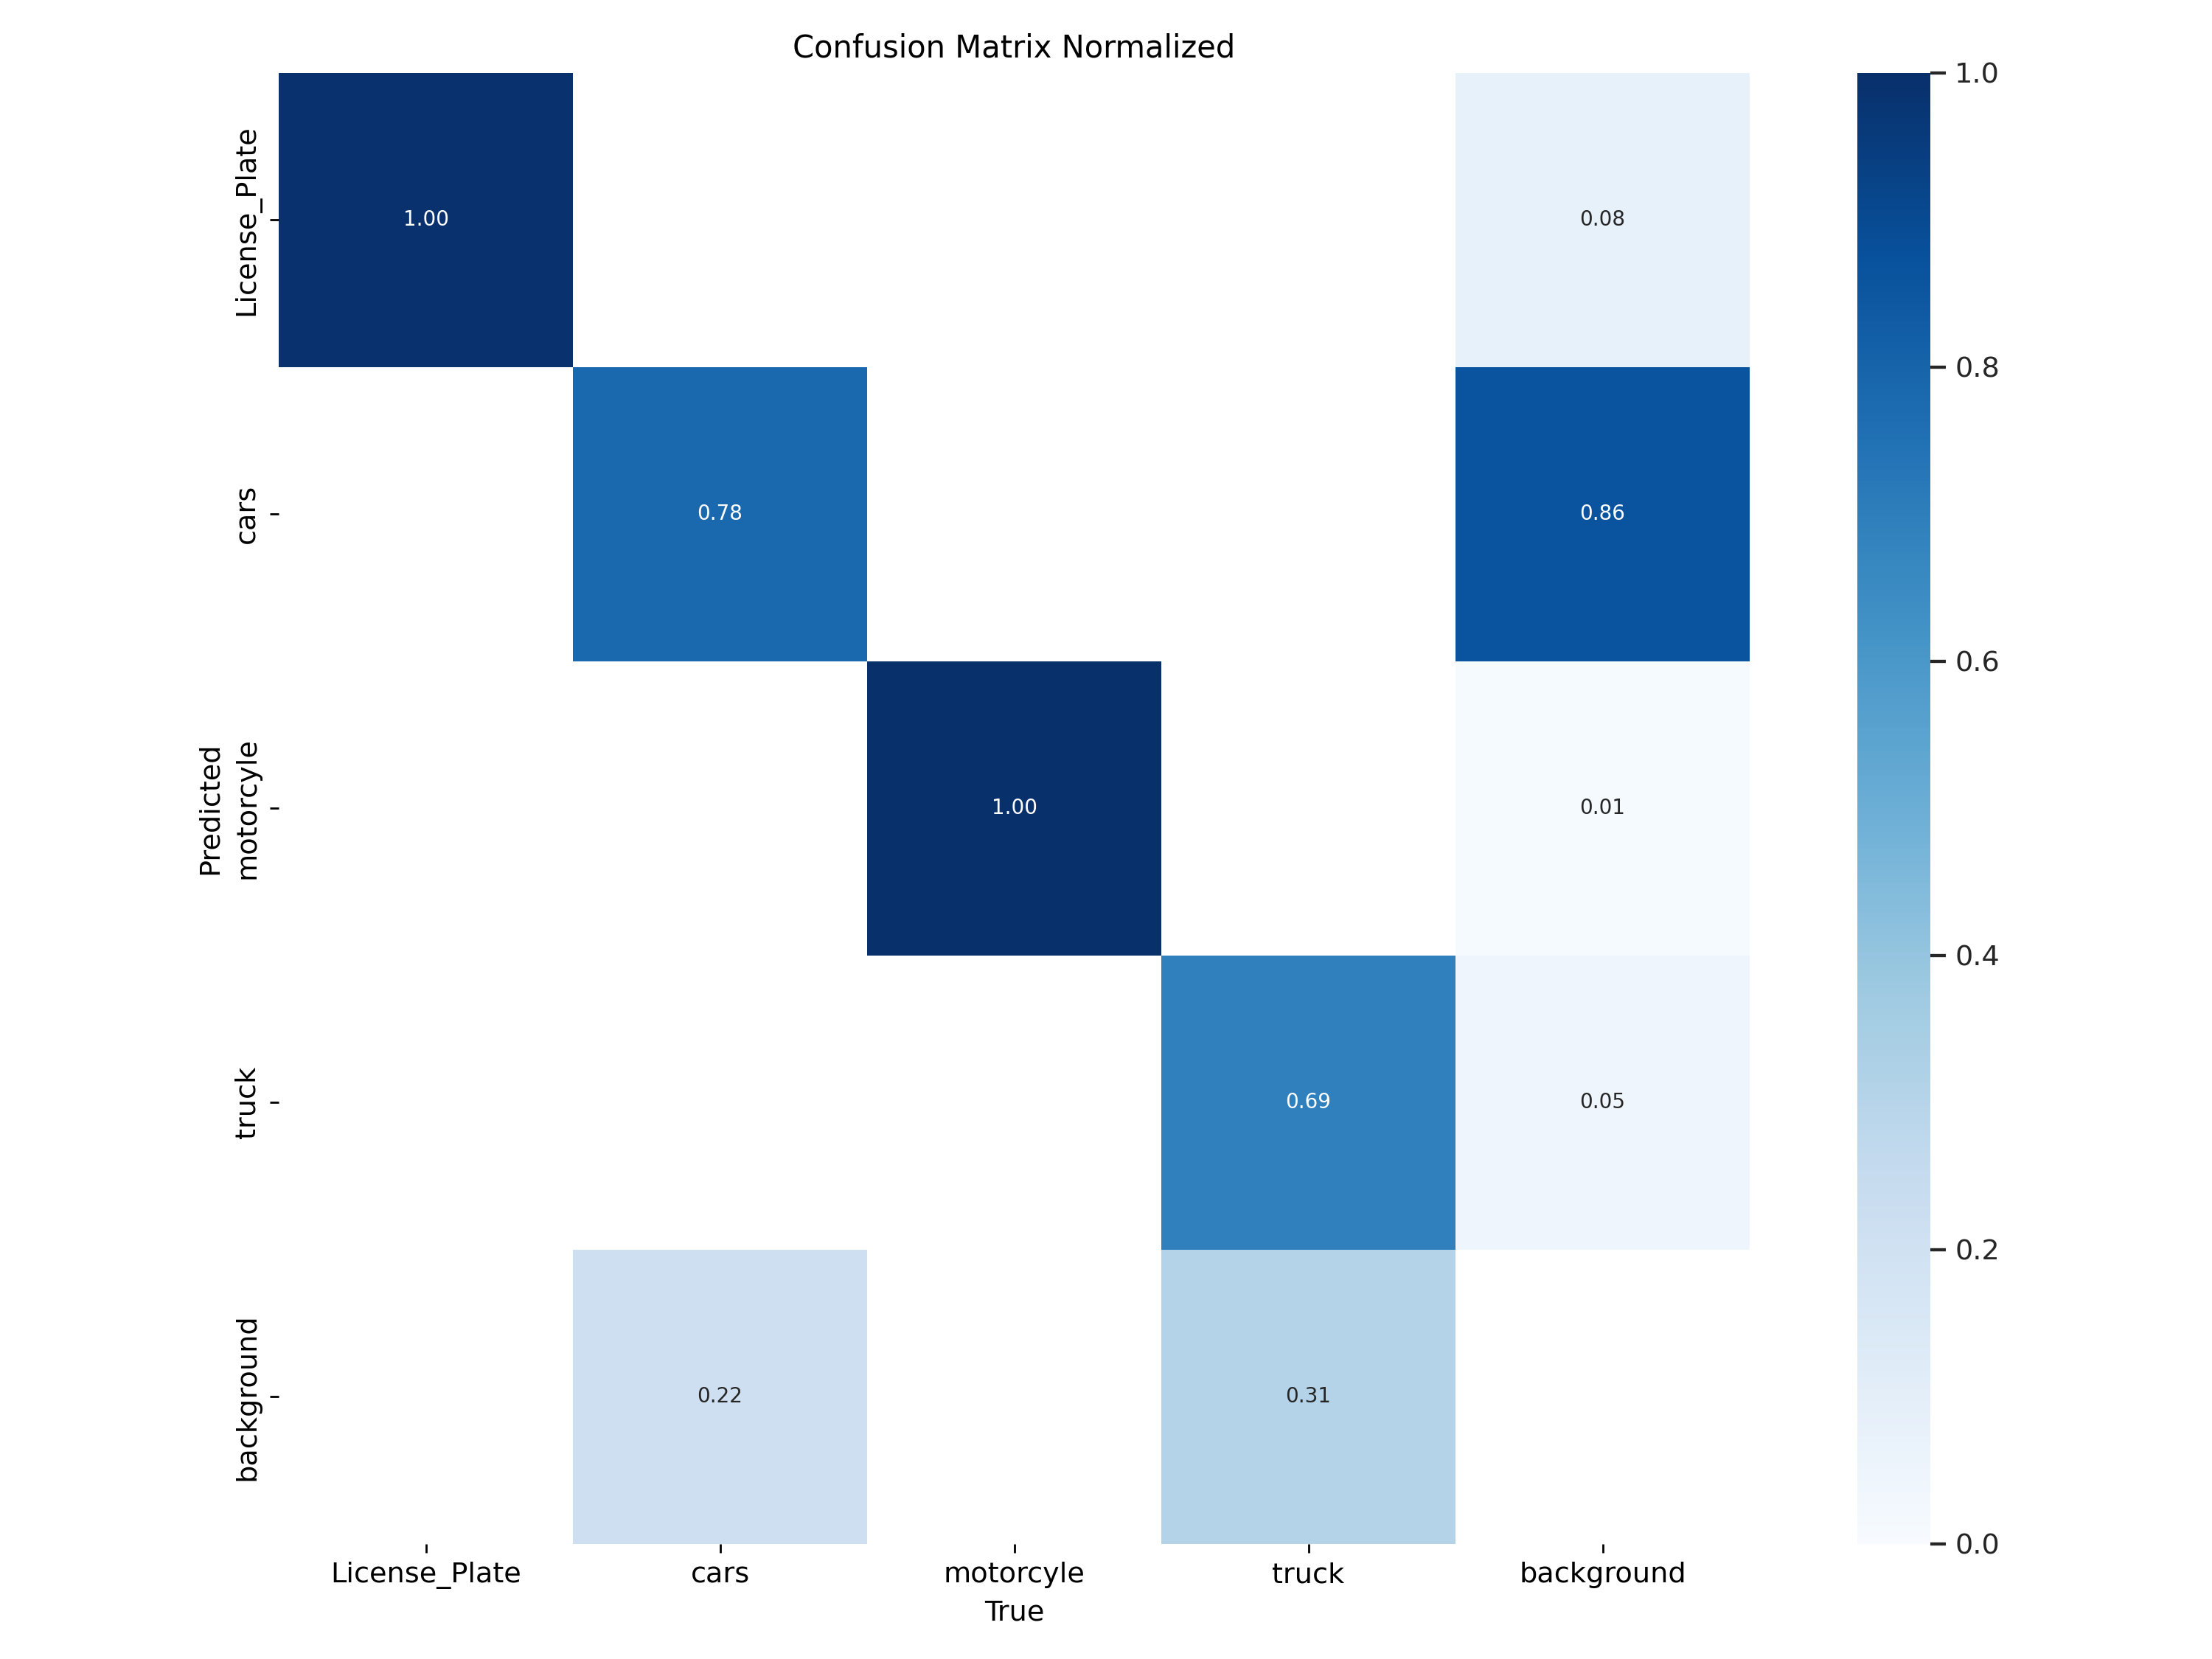 Confusion Matrix Normalized
License_Plate
1.00
0.08
cars
0.78
0.86
Predicted
motorcyle
1.00
0.01
truck
0.69
0.05
background
0.22
0.31
License_Plate cars motorcyle truck background
True
1.0
0.8
0.6
0.4
0.2
0.0